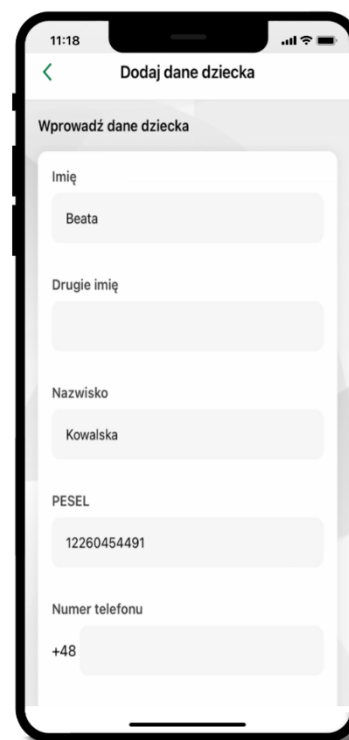 11:18
Dodaj dane dziecka
Wprowadź dane dziecka
Imię
Beata
Drugie imię
Nazwisko
Kowalska
PESEL
12260454491
Numer telefonu
+48